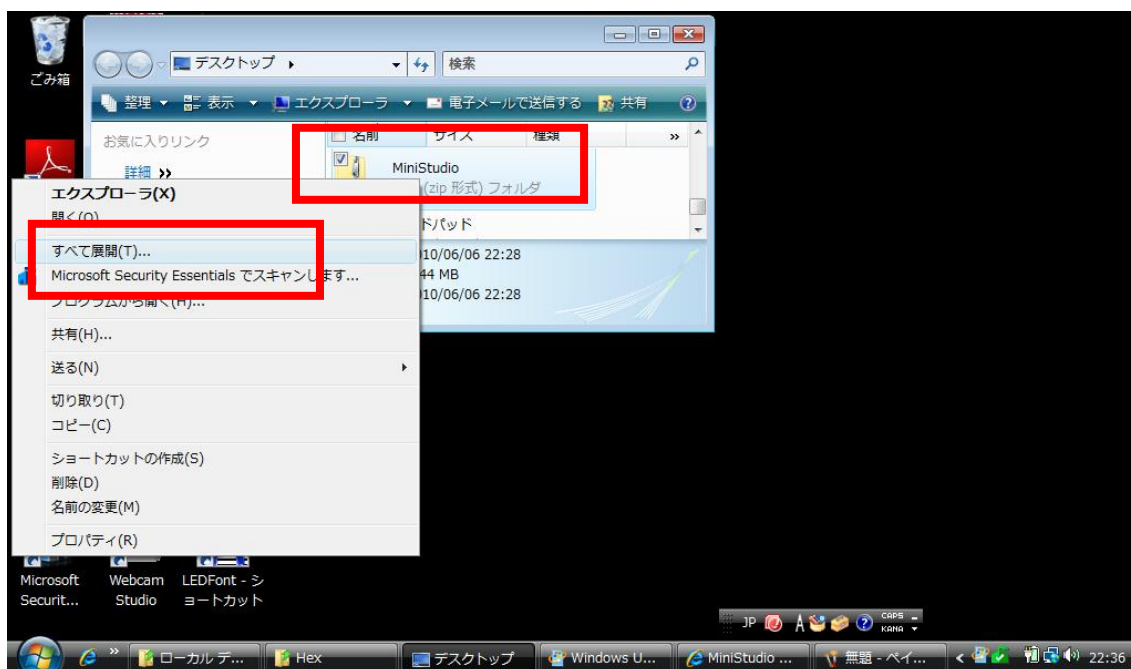 ごみ箱
デスクトップ
検索
整理 表示 エクスプローラ 電子メールで送信する 共有
お気に入りリンク
詳細 »
名前 サイズ 種類 »
MiniStudio
(zip 形式) フォルダ
ドパッド
10/06/06 22:28
44 MB
10/06/06 22:28
エクスプローラ(X)
開く(O)
すべて展開(T)...
Microsoft Security Essentials でスキャンします...
プログラムから開く(H)...
共有(H)...
送る(N)
切り取り(T)
コピー(C)
ショートカットの作成(S)
削除(D)
名前の変更(M)
プロパティ(R)
Microsoft
Securit...
Webcam
Studio
LEDFont - シ
ョートカット
JP A CAPS
KANA
» ローカル デ... Hex デスクトップ Windows U... MiniStudio ... 無題 - ペイ... < 22:36